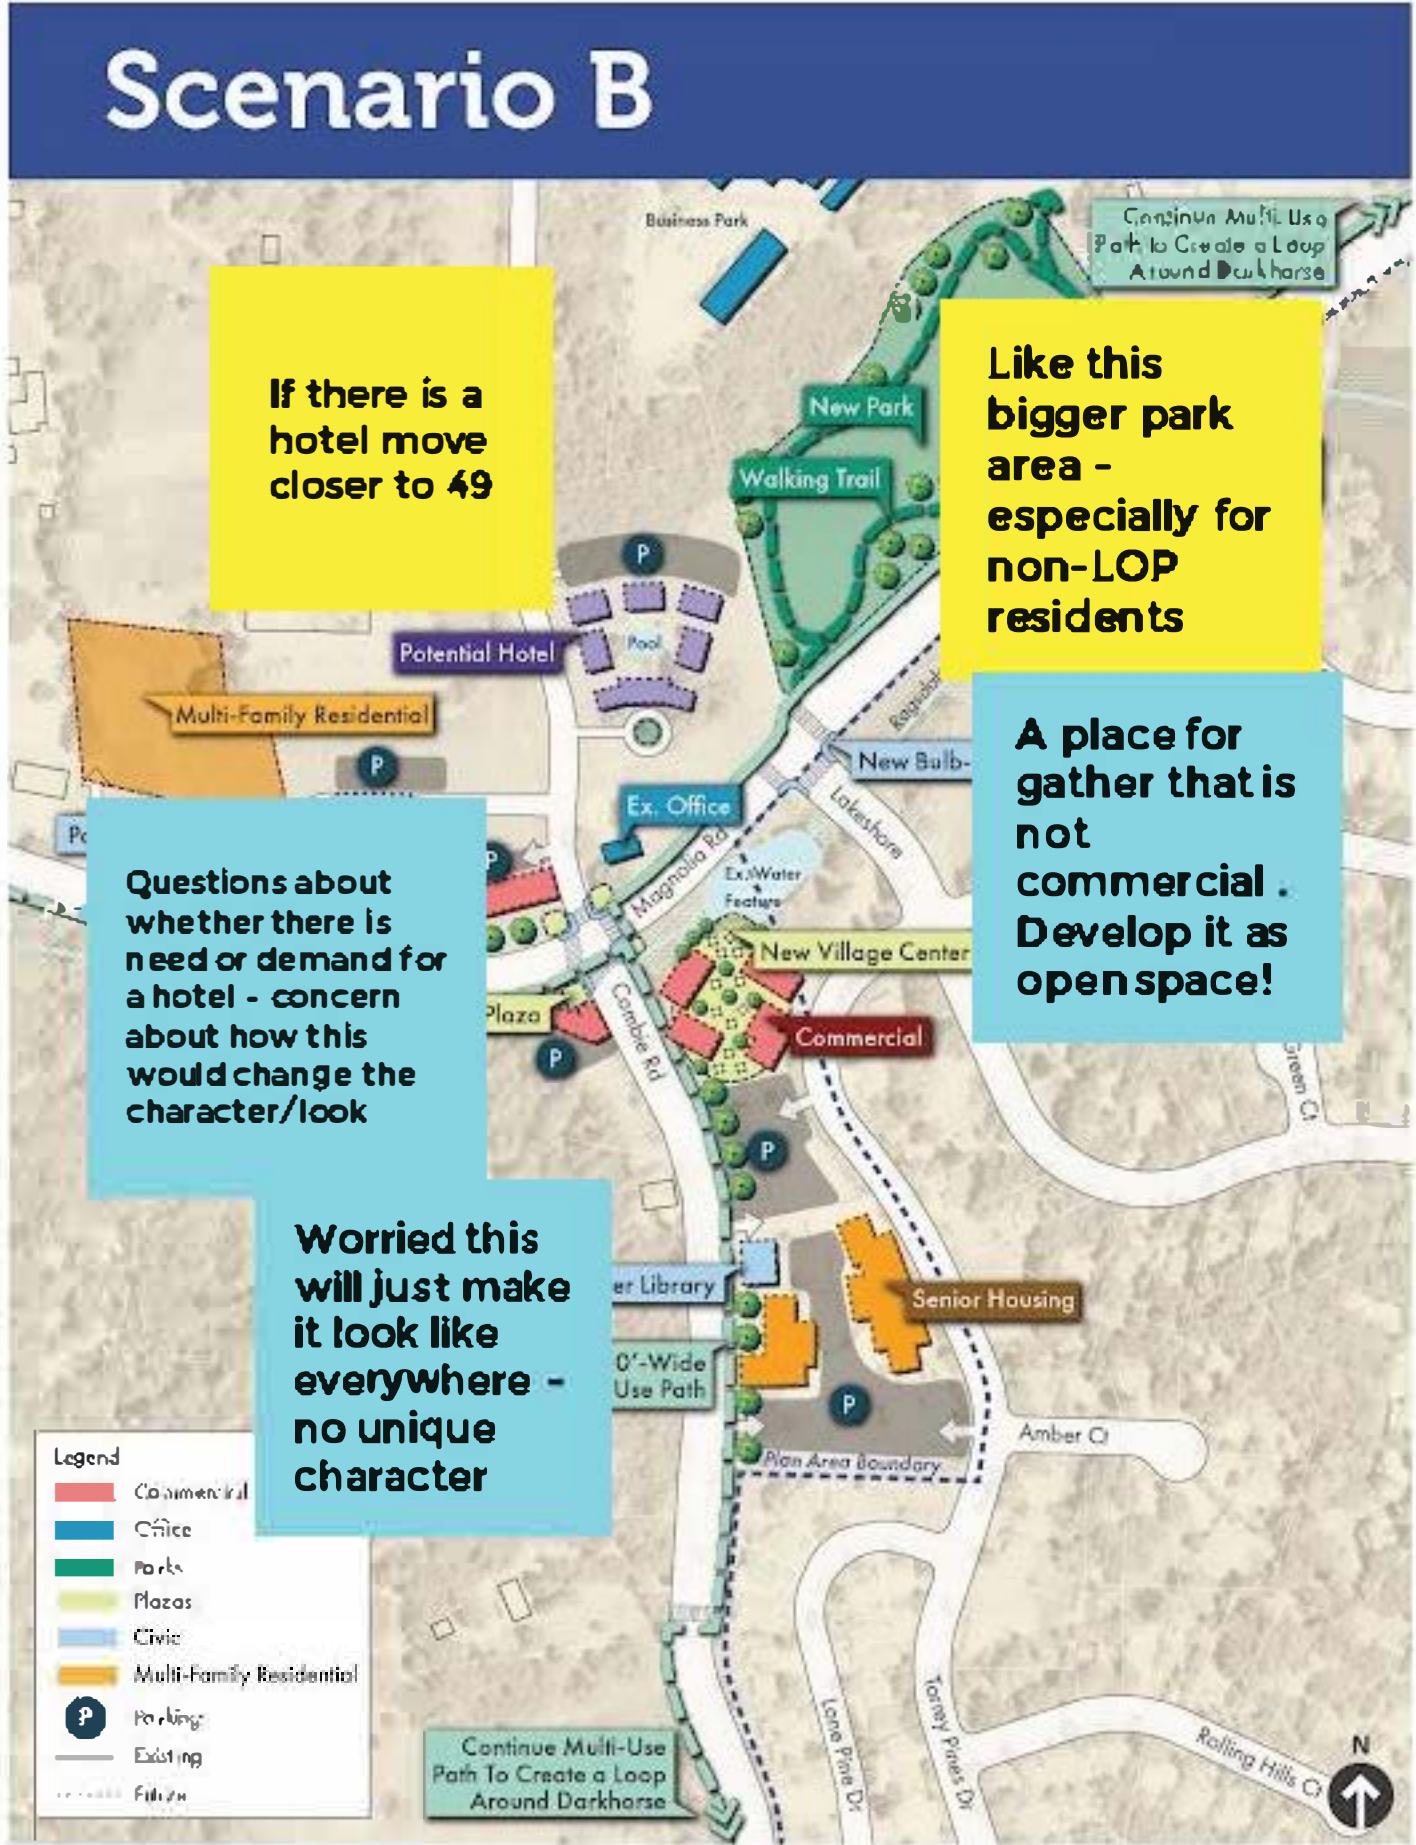 Scenario B
Business Park
Continue Multi-Use
Path to Create a Loop
Around Darkhorse
If there is a
hotel move
closer to 49
Like this
bigger park
area -
especially for
non-LOP
residents
New Park
Walking Trail
P
Potential Hotel
Pool
Multi-Family Residential
P
New Bulb-
Lakeshore
Ex. Office
Magnolia Rd
Ex. Water
Feature
A place for
gather that is
not
commercial .
Develop it as
open space!
P
Questions about
whether there is
need or demand for
a hotel - concern
about how this
would change the
character/look
New Village Center
Plaza
Combie Rd
Commercial
P
Green Ct
P
Worried this
will just make
it look like
everywhere -
no unique
character
er Library
Senior Housing
0'-Wide
Use Path
P
Plan Area Boundary
Amber Ct
Legend
Commercial
Office
Parks
Plazas
Civic
Multi-Family Residential
P Parking
Existing
Future
Lone Pine Dr
Torrey Pines Dr
Rolling Hills Ct
N
Continue Multi-Use
Path To Create a Loop
Around Darkhorse